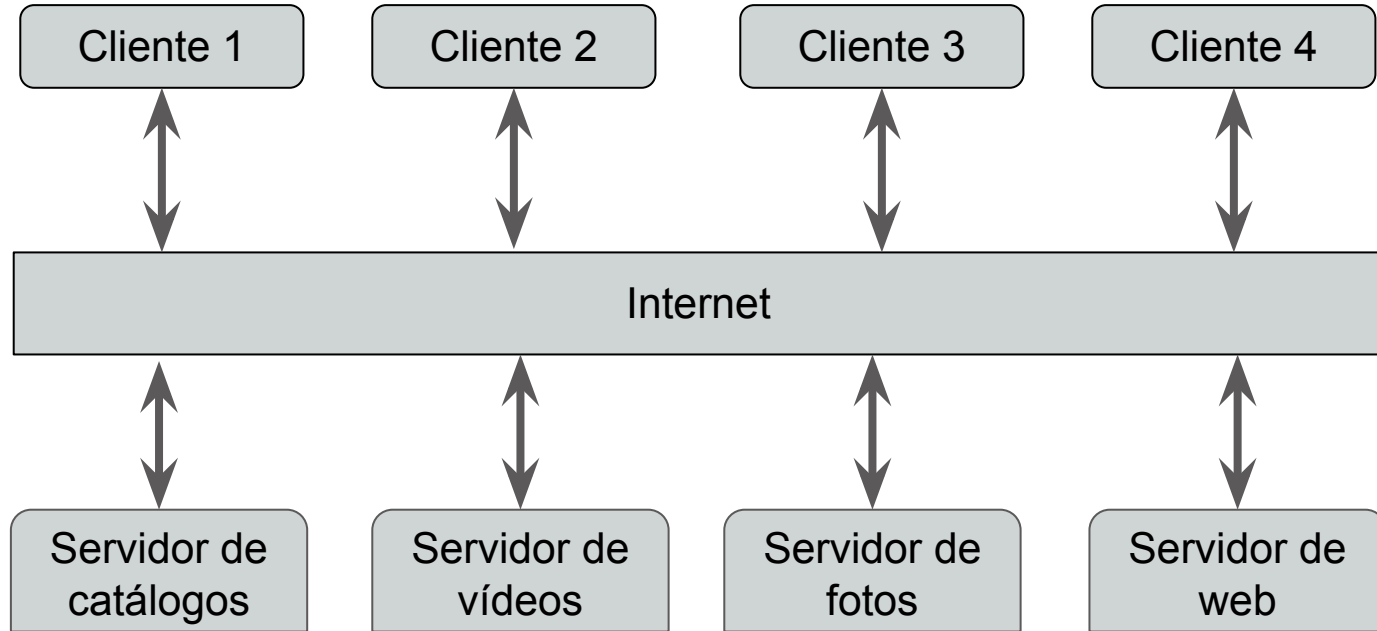 Cliente 1
Cliente 2
Cliente 3
Cliente 4
Internet
Servidor de
catálogos
Servidor de
vídeos
Servidor de
fotos
Servidor de
web